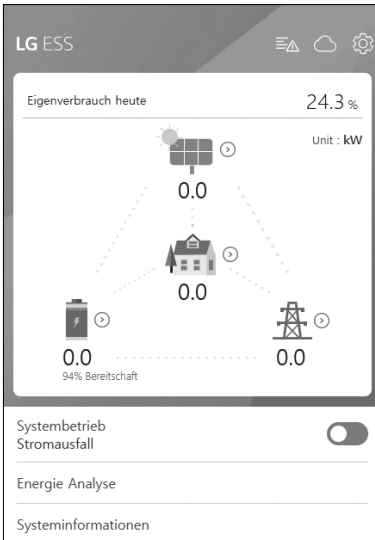 LG ESS
Eigenverbrauch heute 24.3 %
Unit : kW
0.0
0.0
0.0 0.0
94% Bereitschaft
Systembetrieb
Stromausfall
Energie Analyse
Systeminformationen